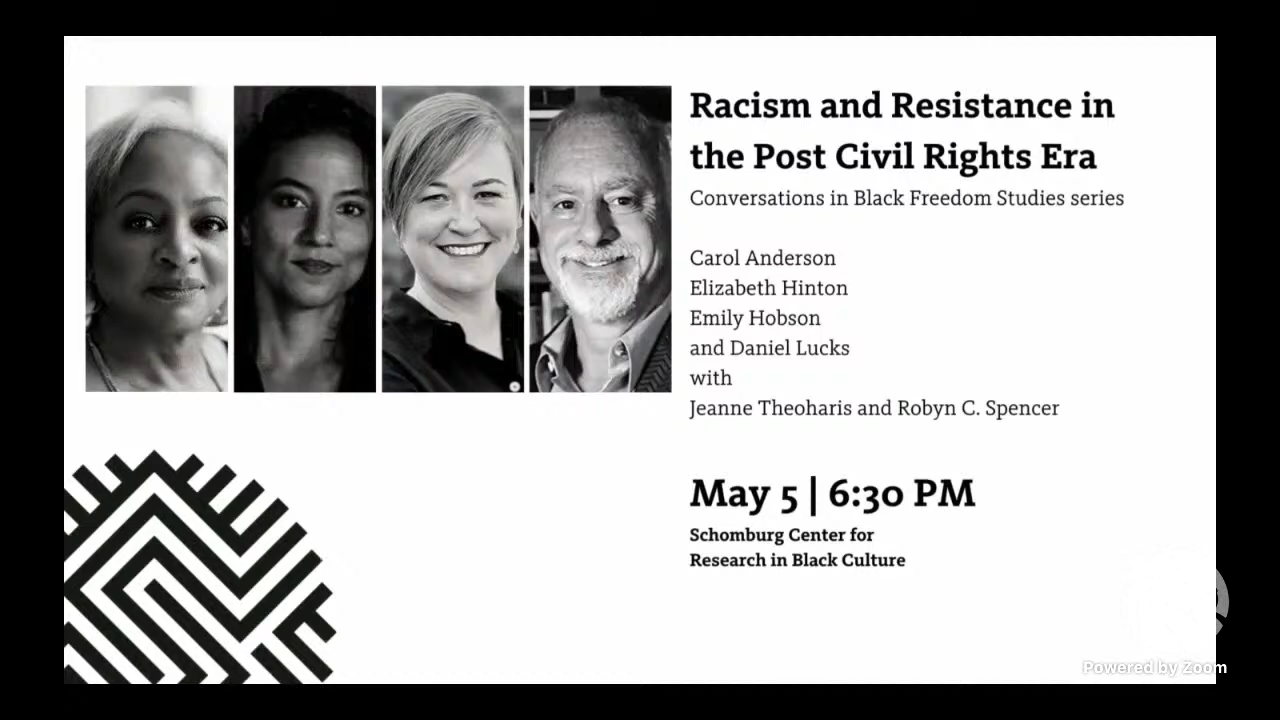 Racism and Resistance in
the Post Civil Rights Era
Conversations in Black Freedom Studies series
Carol Anderson
Elizabeth Hinton
Emily Hobson
and Daniel Lucks
with
Jeanne Theoharis and Robyn C. Spencer
May 5 | 6:30 PM
Schomburg Center for
Research in Black Culture
Powered by Zoom